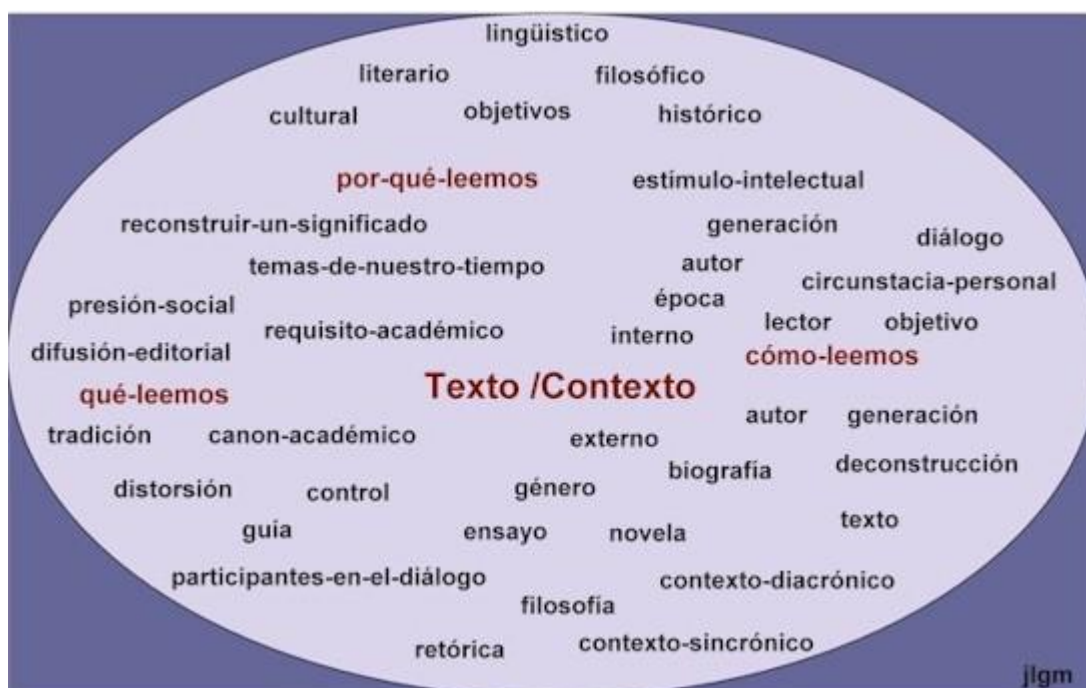 lingüístico
literario filosófico
cultural objetivos histórico
por-qué-leemos estímulo-intelectual
reconstruir-un-significado generación diálogo
temas-de-nuestro-tiempo autor circunstacia-personal
presión-social época
requisito-académico interno lector objetivo
difusión-editorial cómo-leemos
qué-leemos Texto /Contexto
autor generación
tradición canon-académico externo
biografía deconstrucción
distorsión control género
guía ensayo novela texto
participantes-en-el-diálogo contexto-diacrónico
filosofía
retórica contexto-sincrónico
jlgm